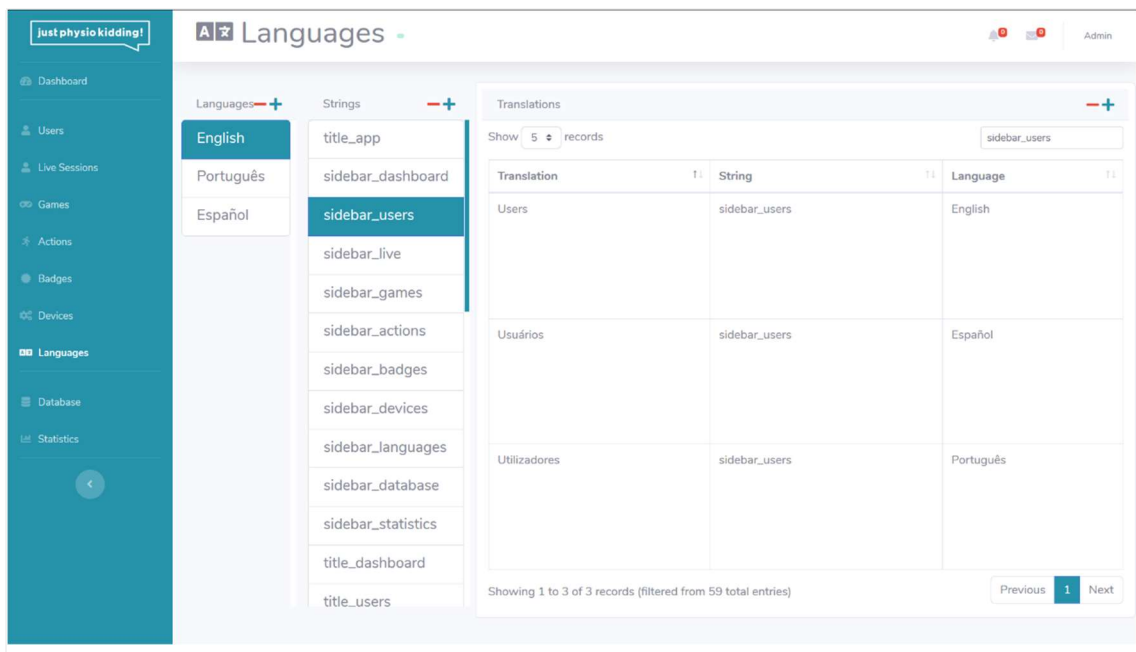 just physio kidding!
Languages
Admin
Dashboard
Users
Live Sessions
Games
Actions
Badges
Devices
Languages
Database
Statistics
Languages
English
Português
Español
Strings
title_app
sidebar_dashboard
sidebar_users
sidebar_live
sidebar_games
sidebar_actions
sidebar_badges
sidebar_devices
sidebar_languages
sidebar_database
sidebar_statistics
title_dashboard
title_users
Translations
Show 5 records
sidebar_users
Translation String Language
Users sidebar_users English
Usuários sidebar_users Español
Utilizadores sidebar_users Português
Showing 1 to 3 of 3 records (filtered from 59 total entries)
Previous 1 Next